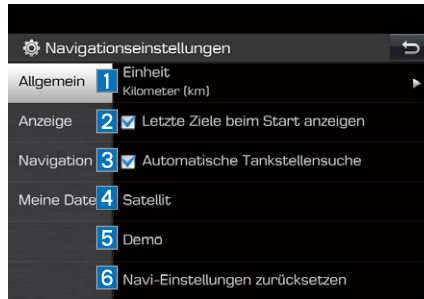 Navigationseinstellungen
Allgemein 1 Einheit
Kilometer (km)
Anzeige 2 Letzte Ziele beim Start anzeigen
Navigation 3 Automatische Tankstellensuche
Meine Date 4 Satellit
5 Demo
6 Navi-Einstellungen zurücksetzen